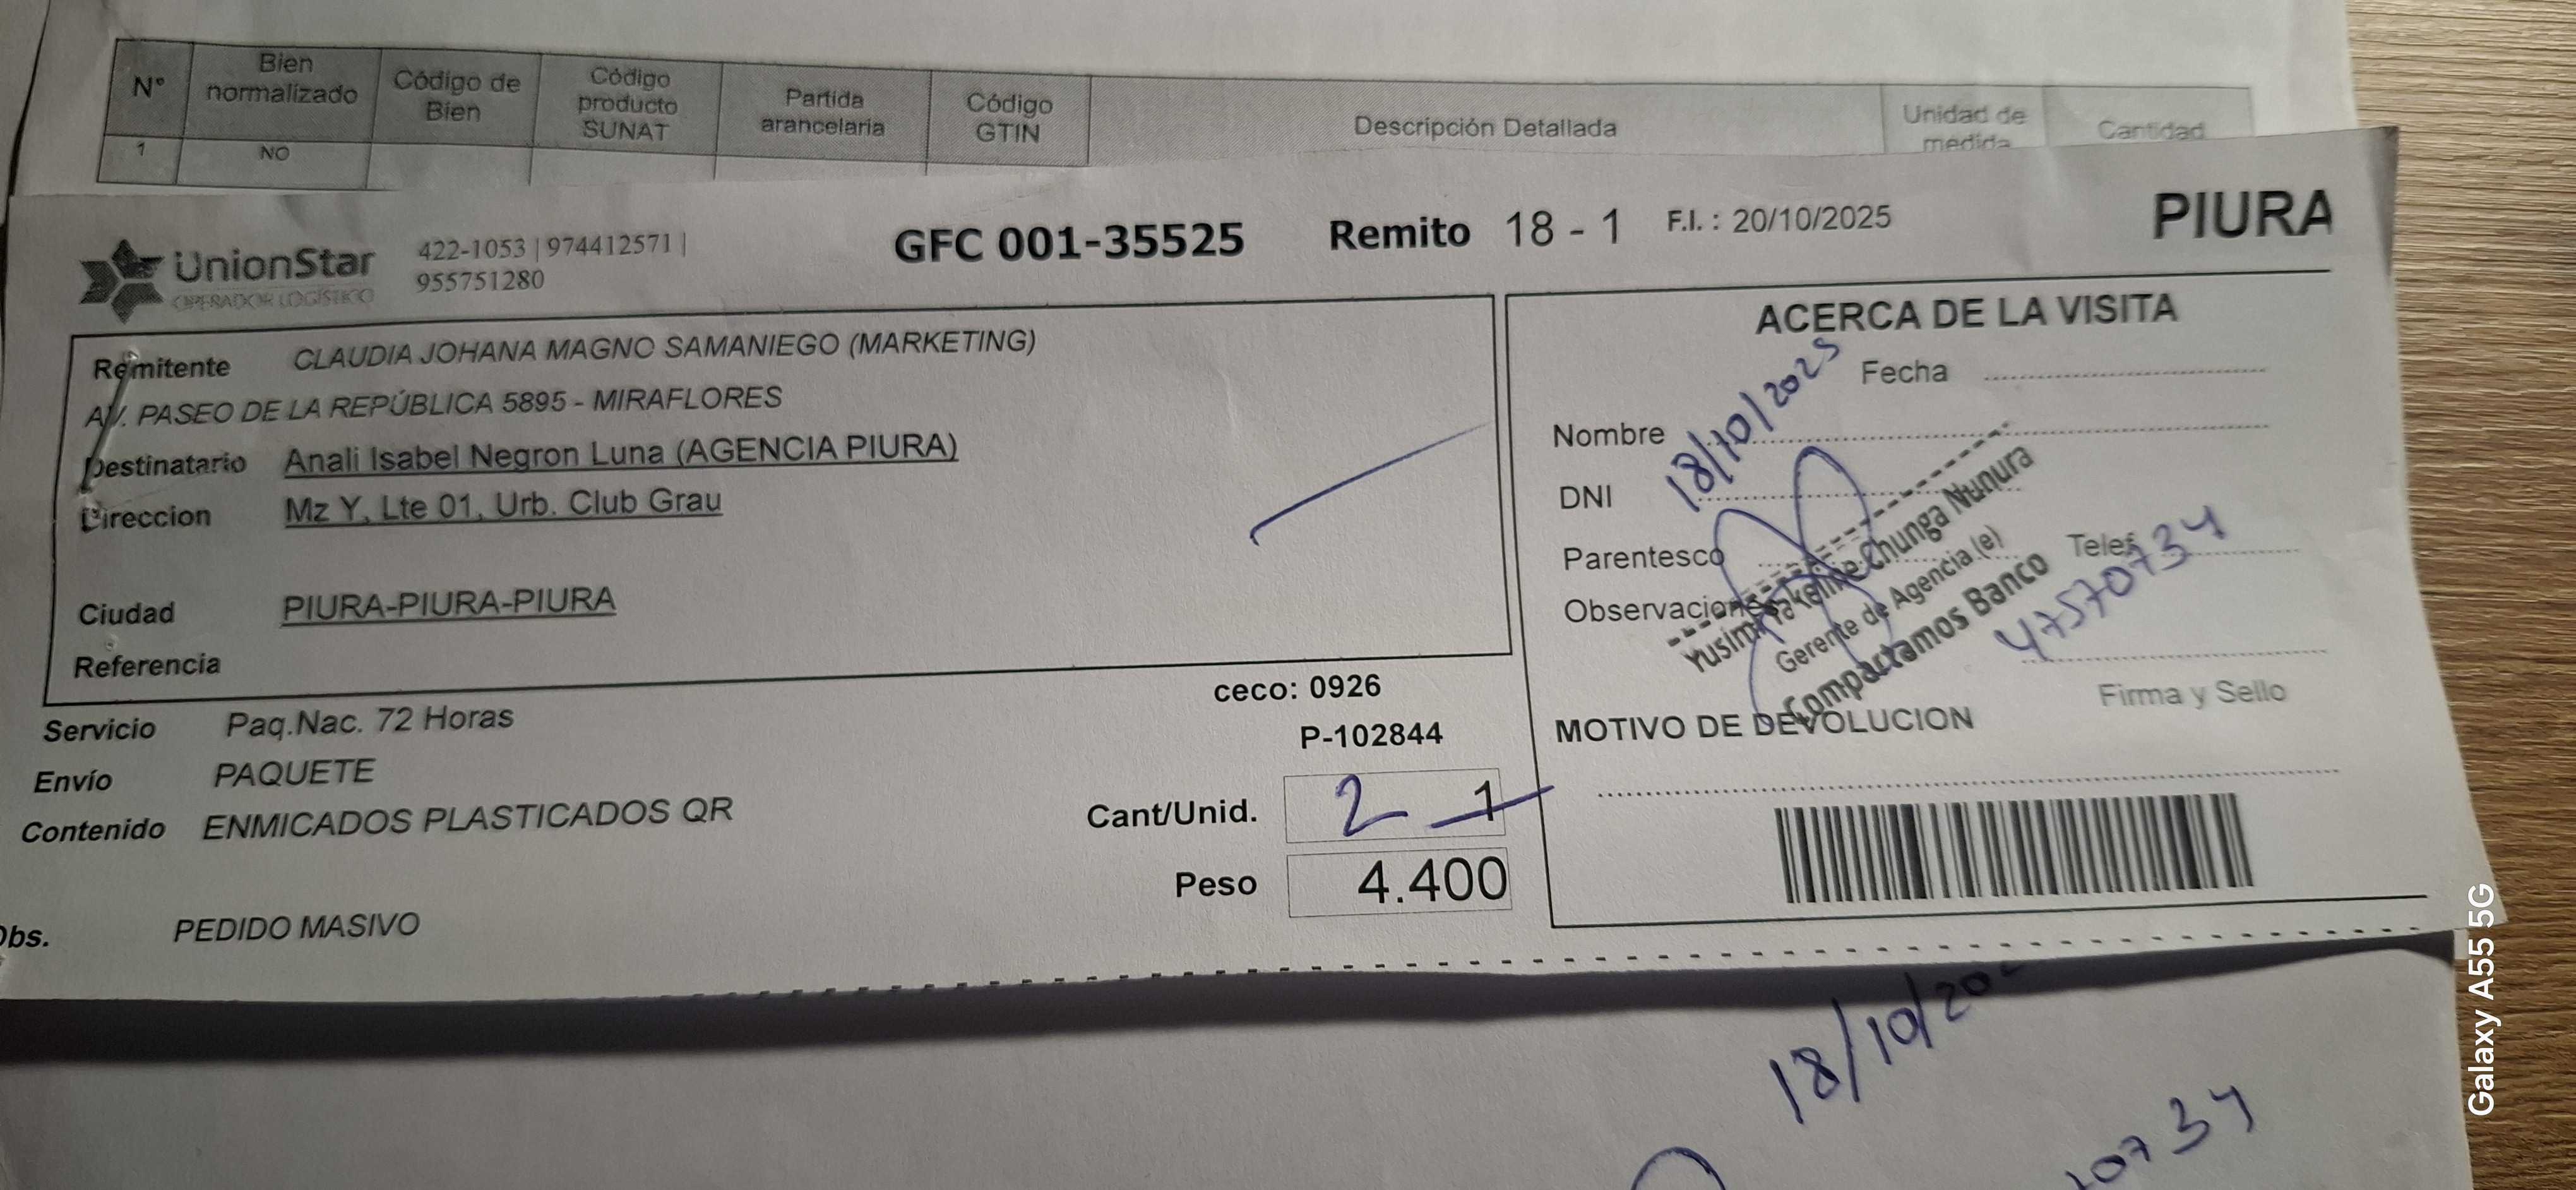 N° Bien normalizado Código de Bien Código producto SUNAT Partida arancelaria Código GTIN Descripción Detallada Unidad de medida Cantidad
1 NO
UnionStar
OPERADOR LOGÍSTICO
422-1053 | 974412571 |
955751280
GFC 001-35525 Remito 18 - 1 F.I. : 20/10/2025 PIURA
Remitente CLAUDIA JOHANA MAGNO SAMANIEGO (MARKETING)
AV. PASEO DE LA REPÚBLICA 5895 - MIRAFLORES
Destinatario Anali Isabel Negron Luna (AGENCIA PIURA)
Direccion Mz Y, Lte 01, Urb. Club Grau
Ciudad PIURA-PIURA-PIURA
Referencia
Servicio Paq.Nac. 72 Horas
Envío PAQUETE
Contenido ENMICADOS PLASTICADOS QR
Obs. PEDIDO MASIVO
ceco: 0926
P-102844
Cant/Unid. 2 1
Peso 4.400
ACERCA DE LA VISITA
Fecha
18/10/2025
Nombre
DNI
Parentesco
Telef
Observaciones
Chunga Nunura
Gerente de Agencia (e)
Compartamos Banco
47570734
Firma y Sello
MOTIVO DE DEVOLUCION
18/10/20
0734
Galaxy A55 5G